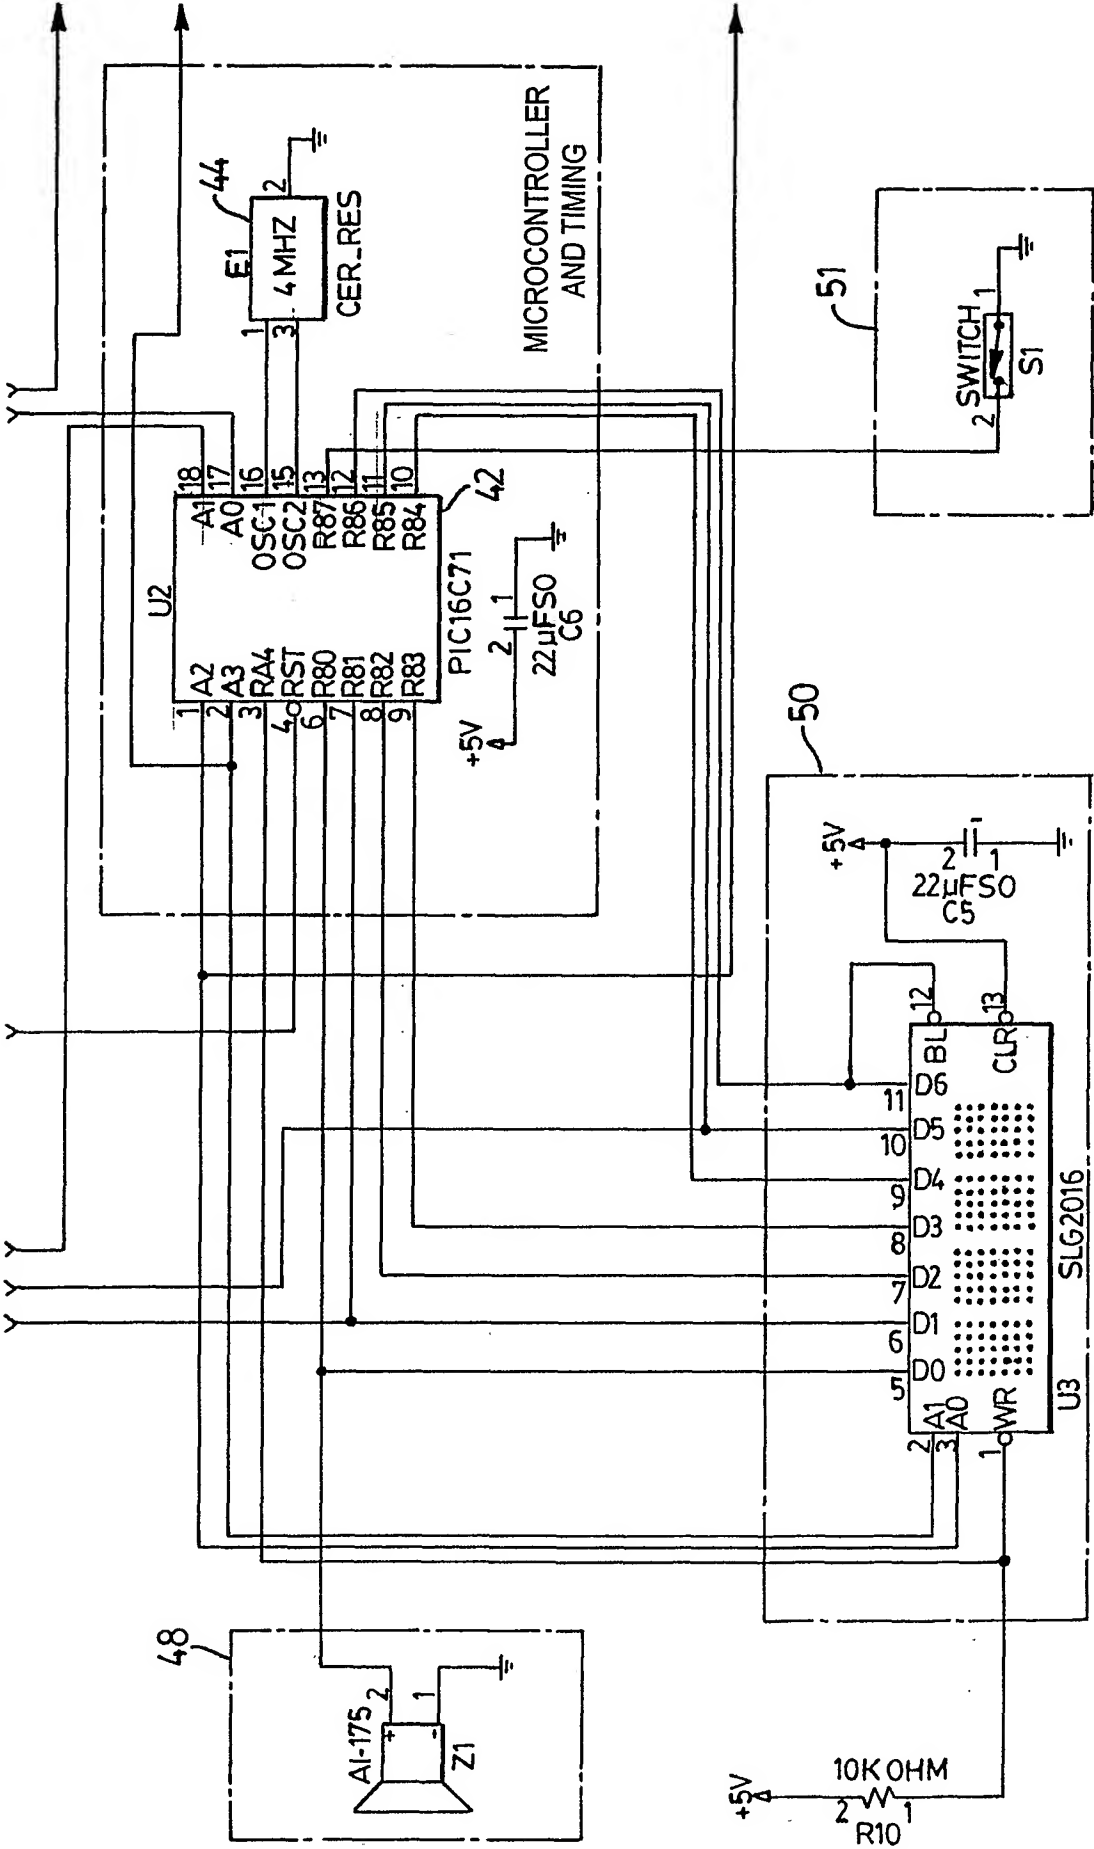 MICROCONTROLLER
AND TIMING
44
E1
4MHZ
CER_RES
1
3
2
U2
A1 18
A0 17
OSC1 16
OSC2 15
R87 13
R86 12
R85 11
R84 10
1 A2
2 A3
3 RA4
4 RST
6 R80
7 R81
8 R82
9 R83
PIC16C71
42
+5V
2 1
22µFSO
C6
51
SWITCH
2 1
S1
50
+5V
2 1
22µFSO
C5
12 BL
13 CLR
11 D6
10 D5
9 D4
8 D3
7 D2
6 D1
5 D0
2 A1
3 A0
1 WR
U3
SLG2016
48
AI-175
2 +
1 -
Z1
+5V
10K OHM
2 1
R10